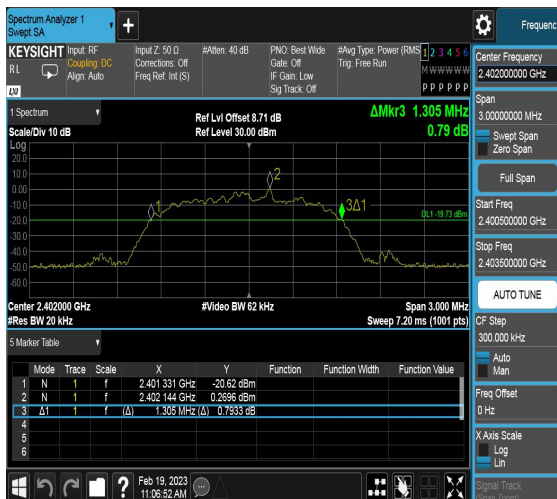 Spectrum Analyzer 1
Swept SA
+
Frequenc
KEYSIGHT
RL
Input: RF
Coupling: DC
Align: Auto
Input Z: 50 Ω
Corrections: Off
Freq Ref: Int (S)
#Atten: 40 dB
PNO: Best Wide
Gate: Off
IF Gain: Low
Sig Track: Off
#Avg Type: Power (RMS
Trig: Free Run
1 2 3 4 5 6
M W W W W W
P P P P P P
LXI
1 Spectrum
Scale/Div 10 dB
Ref Lvl Offset 8.71 dB
Ref Level 30.00 dBm
ΔMkr3 1.305 MHz
0.79 dB
Log
20.0
10.0
0.00
-10.0
-20.0
-30.0
-40.0
-50.0
-60.0
1
2
3Δ1
DL1 -19.73 dBm
Center 2.402000 GHz
#Res BW 20 kHz
#Video BW 62 kHz
Span 3.000 MHz
Sweep 7.20 ms (1001 pts)
5 Marker Table
Mode Trace Scale X Y Function Function Width Function Value
1 N 1 f 2.401 331 GHz -20.62 dBm
2 N 1 f 2.402 144 GHz 0.2696 dBm
3 Δ1 1 f (Δ) 1.305 MHz (Δ) 0.7933 dB
4
5
6
Center Frequency
2.402000000 GHz
Span
3.00000000 MHz
Swept Span
Zero Span
Full Span
Start Freq
2.400500000 GHz
Stop Freq
2.403500000 GHz
AUTO TUNE
CF Step
300.000 kHz
Auto
Man
Freq Offset
0 Hz
X Axis Scale
Log
Lin
Signal Track
(Span Zoom)
?
Feb 19, 2023
11:06:52 AM